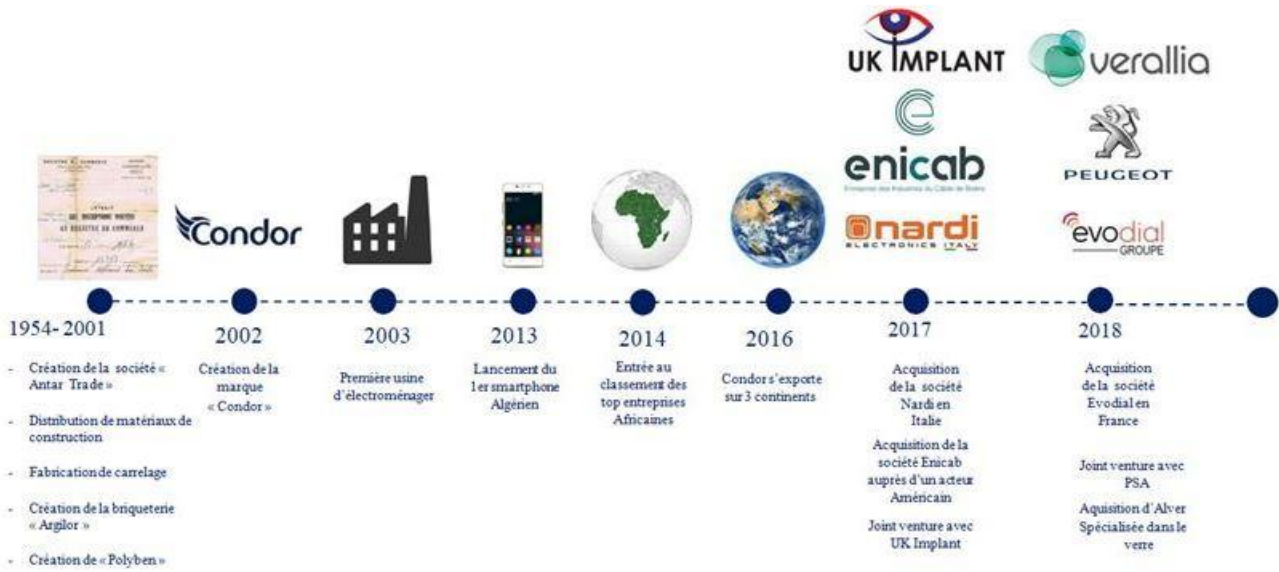 UK IMPLANT
verallia
enicab
PEUGEOT
nardi
ELECTRONICS ITALY
evodial
GROUPE
Condor
AU REGISTRE DU COMMERCE
1954-2001
- Création de la société «
Antar Trade »
- Distribution de matériaux de
construction
- Fabrication de carrelage
- Création de la briqueterie
« Argilor »
- Création de « Polyben »
2002
Création de la
marque
« Condor »
2003
Première usine
d'électroménager
2013
Lancement du
1er smartphone
Algérien
2014
Entrée au
classement des
top entreprises
Africaines
2016
Condor s'exporte
sur 3 continents
2017
Acquisition
de la société
Nardi en
Italie
Acquisition de la
société Enicab
auprès d'un acteur
Américain
Joint venture avec
UK Implant
2018
Acquisition
de la société
Evodial en
France
Joint venture avec
PSA
Aquisition d'Alver
Spécialisée dans le
verre